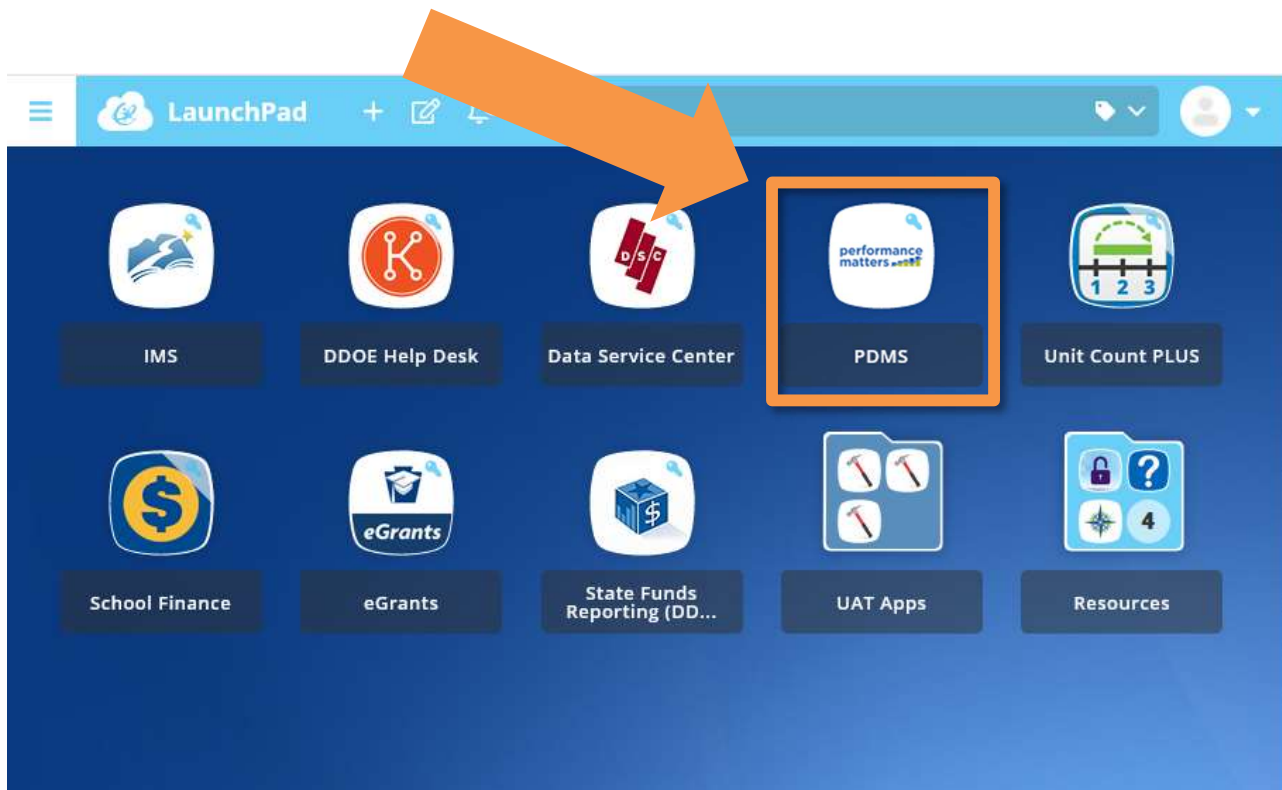 LaunchPad
K
D/S/C
performance
matters
1 2 3
IMS
DDOE Help Desk
Data Service Center
PDMS
Unit Count PLUS
$
eGrants
$
?
4
School Finance
eGrants
State Funds
Reporting (DD...
UAT Apps
Resources